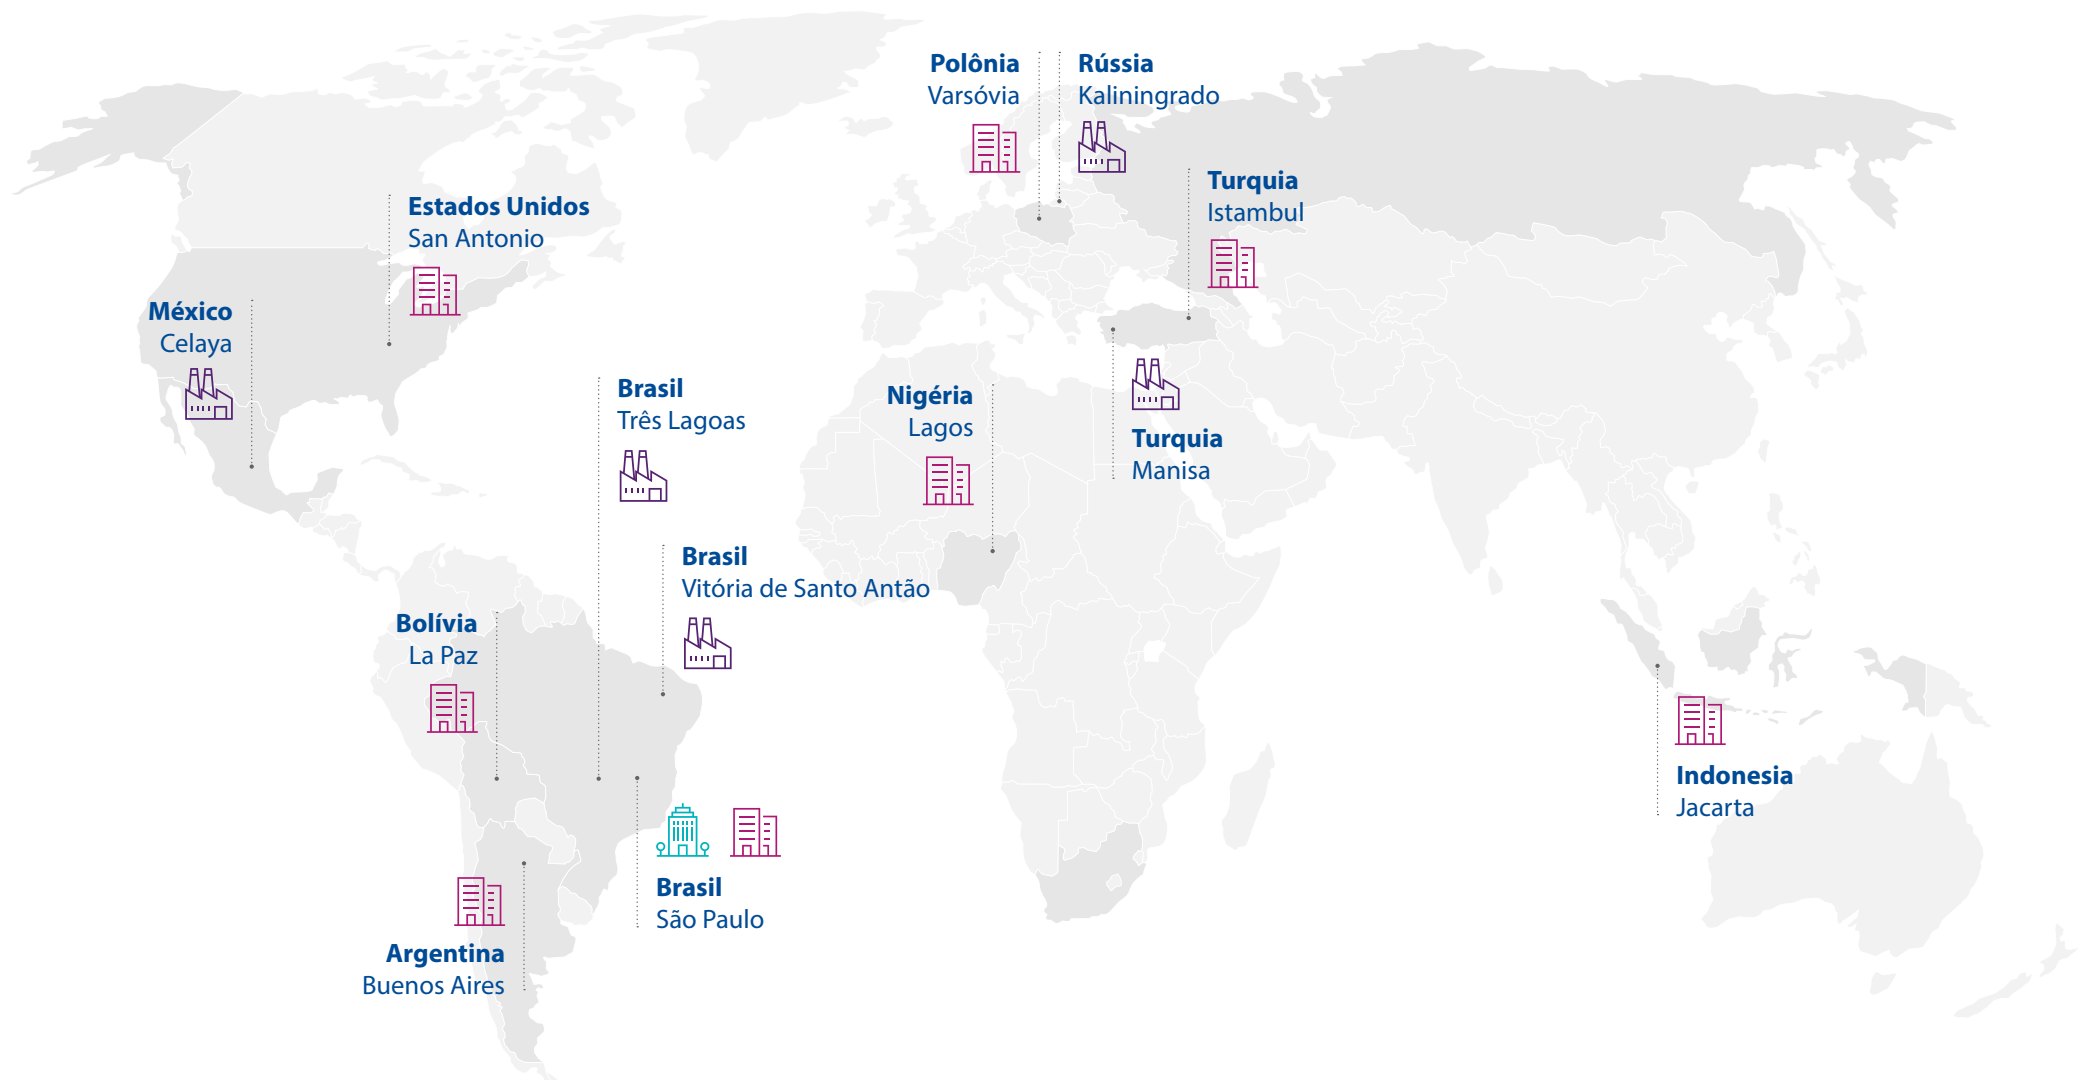 Polônia
Varsóvia
Rússia
Kaliningrado
Turquia
Istambul
Estados Unidos
San Antonio
México
Celaya
Brasil
Três Lagoas
Nigéria
Lagos
Turquia
Manisa
Brasil
Vitória de Santo Antão
Bolívia
La Paz
Indonesia
Jacarta
Brasil
São Paulo
Argentina
Buenos Aires